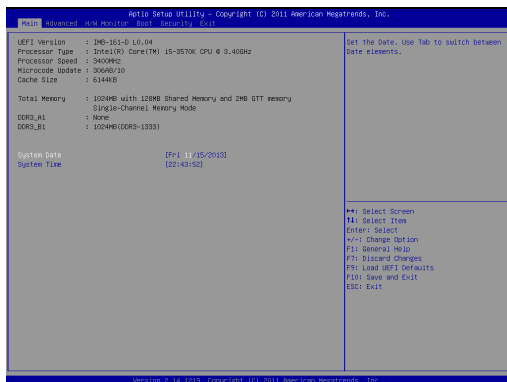 Aptio Setup Utility – Copyright (C) 2011 American Megatrends, Inc.
Main Advanced H/W Monitor Boot Security Exit
UEFI Version : IMB-161-D L0.04
Processor Type : Intel(R) Core(TM) i5-3570K CPU @ 3.40GHz
Processor Speed : 3400MHz
Microcode Update : 306A8/10
Cache Size : 6144KB
Total Memory : 1024MB with 128MB Shared Memory and 2MB GTT memory
Single-Channel Memory Mode
DDR3_A1 : None
DDR3_B1 : 1024MB(DDR3-1333)
System Date [Fri 11/15/2013]
System Time [22:43:52]
Set the Date. Use Tab to switch between
Date elements.
↔: Select Screen
↑↓: Select Item
Enter: Select
+/-: Change Option
F1: General Help
F7: Discard Changes
F9: Load UEFI Defaults
F10: Save and Exit
ESC: Exit
Version 2.14.1219. Copyright (C) 2011 American Megatrends, Inc.